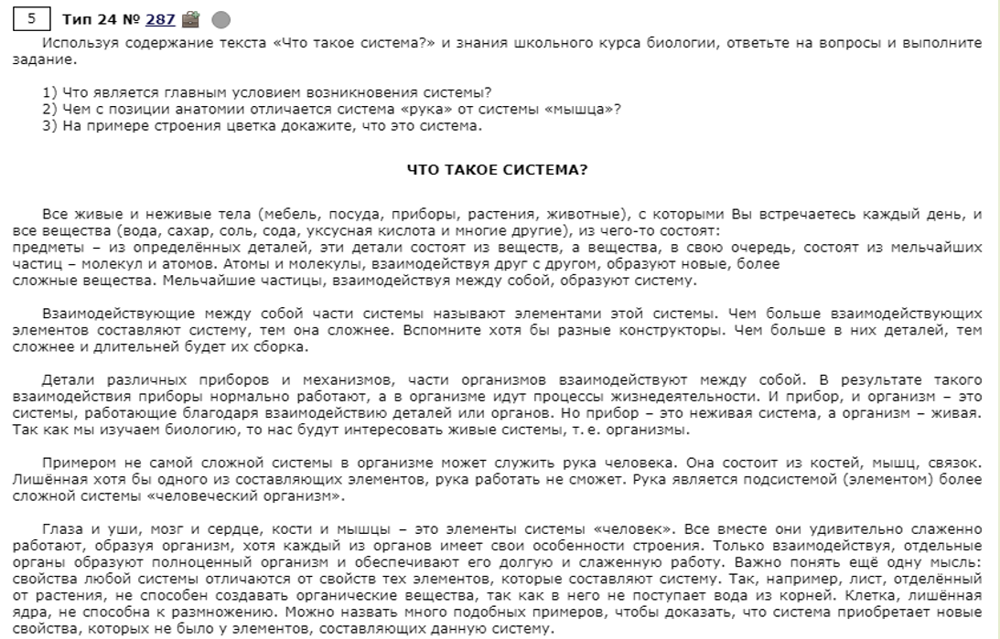 5 Тип 24 № 287
Используя содержание текста «Что такое система?» и знания школьного курса биологии, ответьте на вопросы и выполните
задание.
1) Что является главным условием возникновения системы?
2) Чем с позиции анатомии отличается система «рука» от системы «мышца»?
3) На примере строения цветка докажите, что это система.
ЧТО ТАКОЕ СИСТЕМА?
Все живые и неживые тела (мебель, посуда, приборы, растения, животные), с которыми Вы встречаетесь каждый день, и
все вещества (вода, сахар, соль, сода, уксусная кислота и многие другие), из чего-то состоят:
предметы – из определённых деталей, эти детали состоят из веществ, а вещества, в свою очередь, состоят из мельчайших
частиц – молекул и атомов. Атомы и молекулы, взаимодействуя друг с другом, образуют новые, более
сложные вещества. Мельчайшие частицы, взаимодействуя между собой, образуют систему.
Взаимодействующие между собой части системы называют элементами этой системы. Чем больше взаимодействующих
элементов составляют систему, тем она сложнее. Вспомните хотя бы разные конструкторы. Чем больше в них деталей, тем
сложнее и длительней будет их сборка.
Детали различных приборов и механизмов, части организмов взаимодействуют между собой. В результате такого
взаимодействия приборы нормально работают, а в организме идут процессы жизнедеятельности. И прибор, и организм – это
системы, работающие благодаря взаимодействию деталей или органов. Но прибор – это неживая система, а организм – живая.
Так как мы изучаем биологию, то нас будут интересовать живые системы, т. е. организмы.
Примером не самой сложной системы в организме может служить рука человека. Она состоит из костей, мышц, связок.
Лишённая хотя бы одного из составляющих элементов, рука работать не сможет. Рука является подсистемой (элементом) более
сложной системы «человеческий организм».
Глаза и уши, мозг и сердце, кости и мышцы – это элементы системы «человек». Все вместе они удивительно слаженно
работают, образуя организм, хотя каждый из органов имеет свои особенности строения. Только взаимодействуя, отдельные
органы образуют полноценный организм и обеспечивают его долгую и слаженную работу. Важно понять ещё одну мысль:
свойства любой системы отличаются от свойств тех элементов, которые составляют систему. Так, например, лист, отделённый
от растения, не способен создавать органические вещества, так как в него не поступает вода из корней. Клетка, лишённая
ядра, не способна к размножению. Можно назвать много подобных примеров, чтобы доказать, что система приобретает новые
свойства, которых не было у элементов, составляющих данную систему.